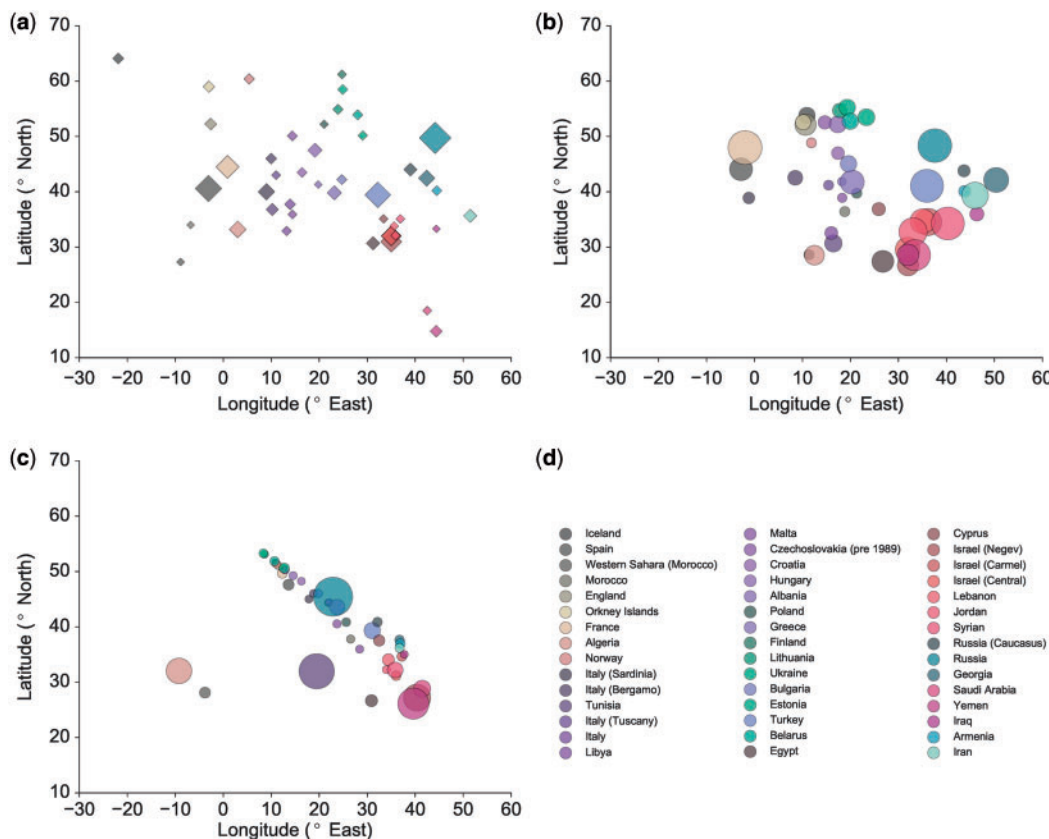 (a)
70
60
50
40
30
20
10
Latitude (° North)
−30 −20 −10 0 10 20 30 40 50 60
Longitude (° East)
(b)
70
60
50
40
30
20
10
Latitude (° North)
−30 −20 −10 0 10 20 30 40 50 60
Longitude (° East)
(c)
70
60
50
40
30
20
10
Latitude (° North)
−30 −20 −10 0 10 20 30 40 50 60
Longitude (° East)
(d)
Iceland
Spain
Western Sahara (Morocco)
Morocco
England
Orkney Islands
France
Algeria
Norway
Italy (Sardinia)
Italy (Bergamo)
Tunisia
Italy (Tuscany)
Italy
Libya
Malta
Czechoslovakia (pre 1989)
Croatia
Hungary
Albania
Poland
Greece
Finland
Lithuania
Ukraine
Bulgaria
Estonia
Turkey
Belarus
Egypt
Cyprus
Israel (Negev)
Israel (Carmel)
Israel (Central)
Lebanon
Jordan
Syrian
Russia (Caucasus)
Russia
Georgia
Saudi Arabia
Yemen
Iraq
Armenia
Iran